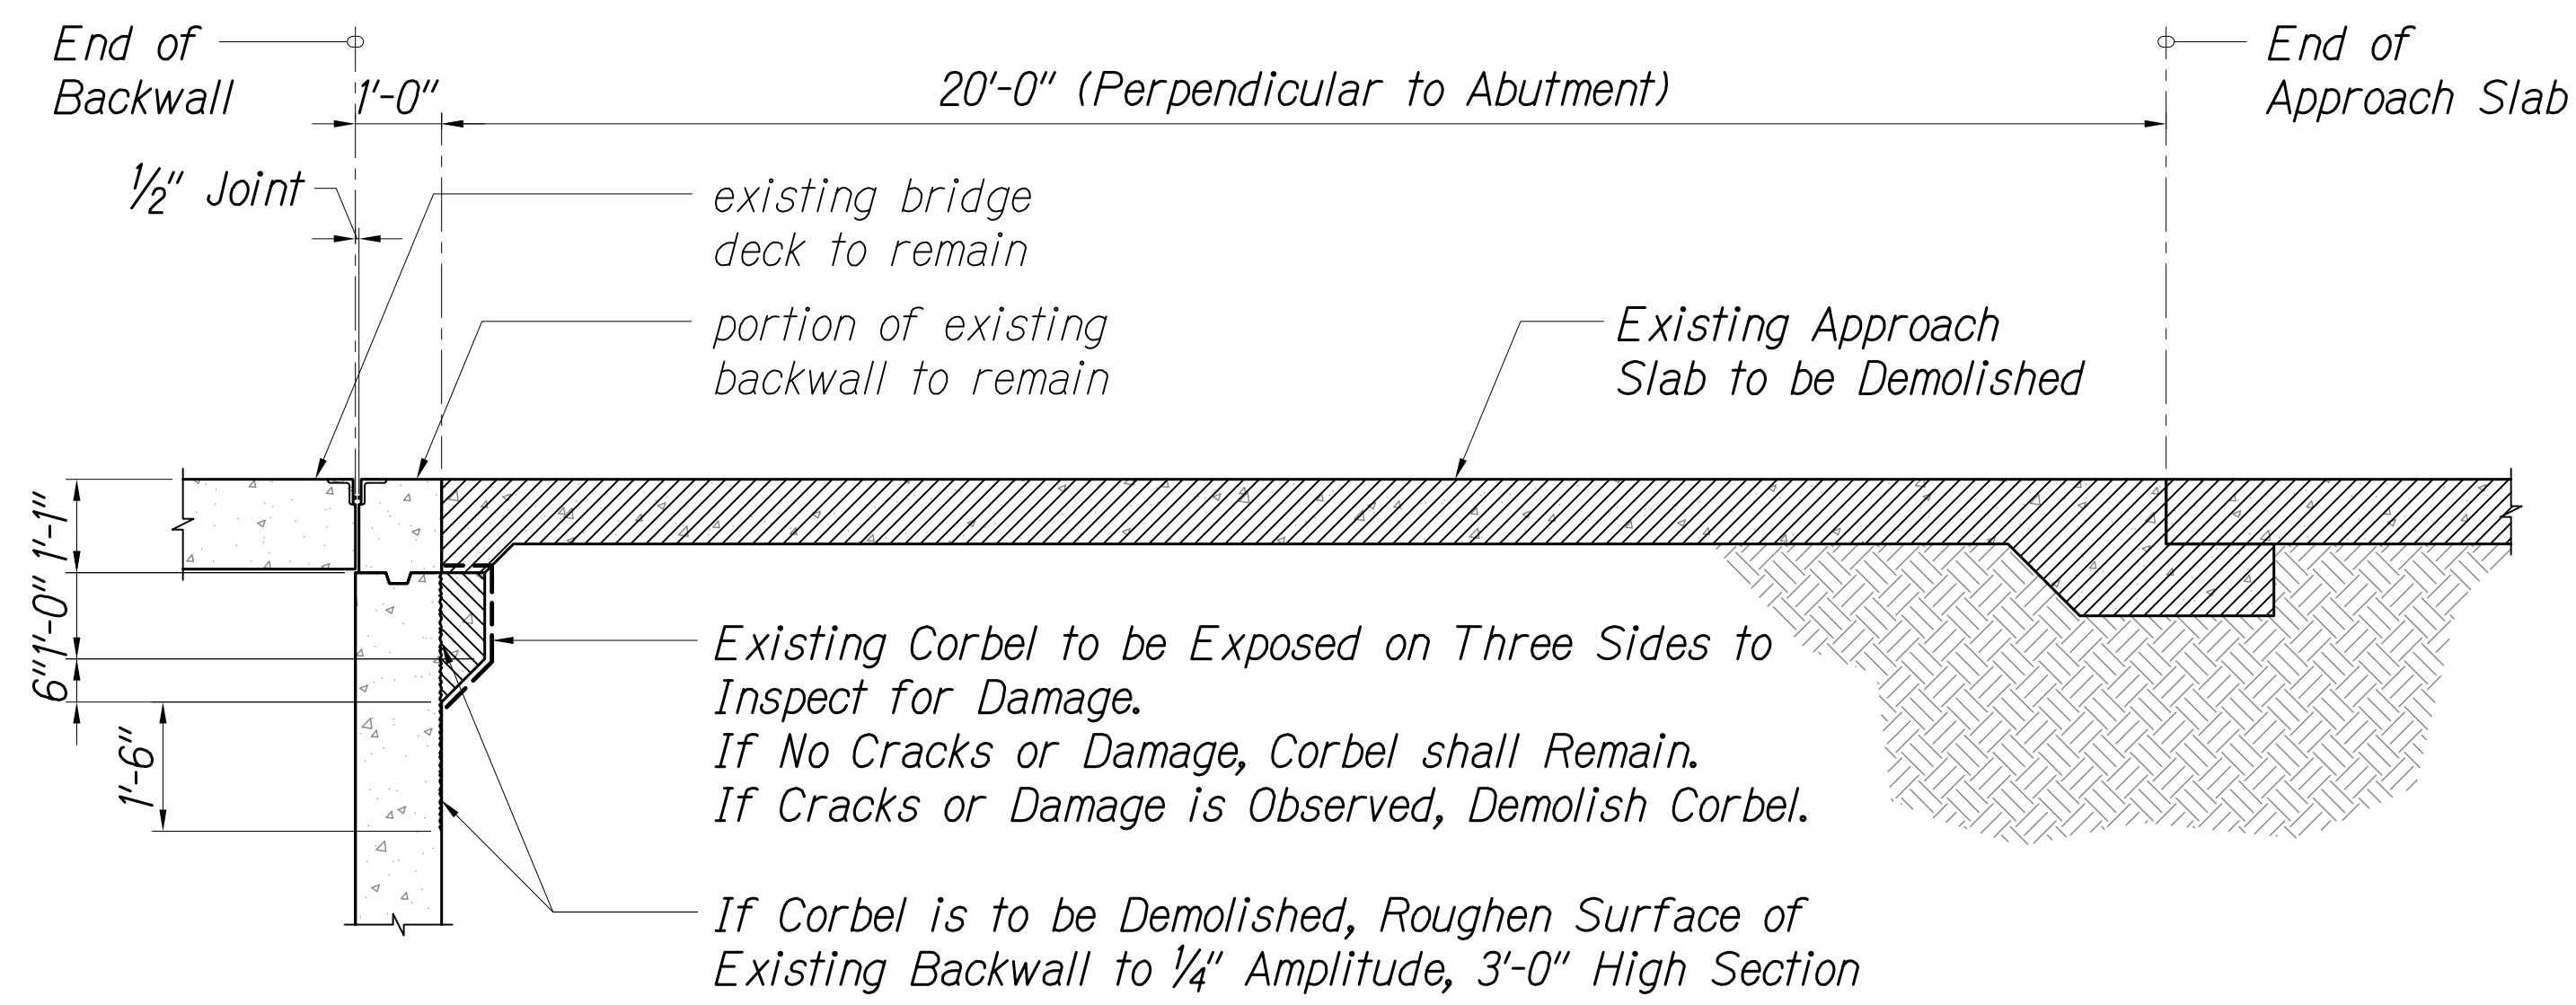 End of
Backwall
1'-0"
20'-0" (Perpendicular to Abutment)
End of
Approach Slab
½" Joint
existing bridge
deck to remain
portion of existing
backwall to remain
Existing Approach
Slab to be Demolished
1'-1"
1'-0"
6"
1'-6"
Existing Corbel to be Exposed on Three Sides to
Inspect for Damage.
If No Cracks or Damage, Corbel shall Remain.
If Cracks or Damage is Observed, Demolish Corbel.
If Corbel is to be Demolished, Roughen Surface of
Existing Backwall to ¼" Amplitude, 3'-0" High Section